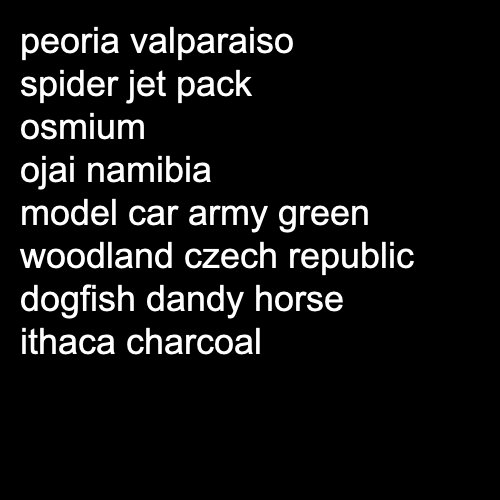 peoria valparaiso
spider jet pack
osmium
ojai namibia
model car army green
woodland czech republic
dogfish dandy horse
ithaca charcoal